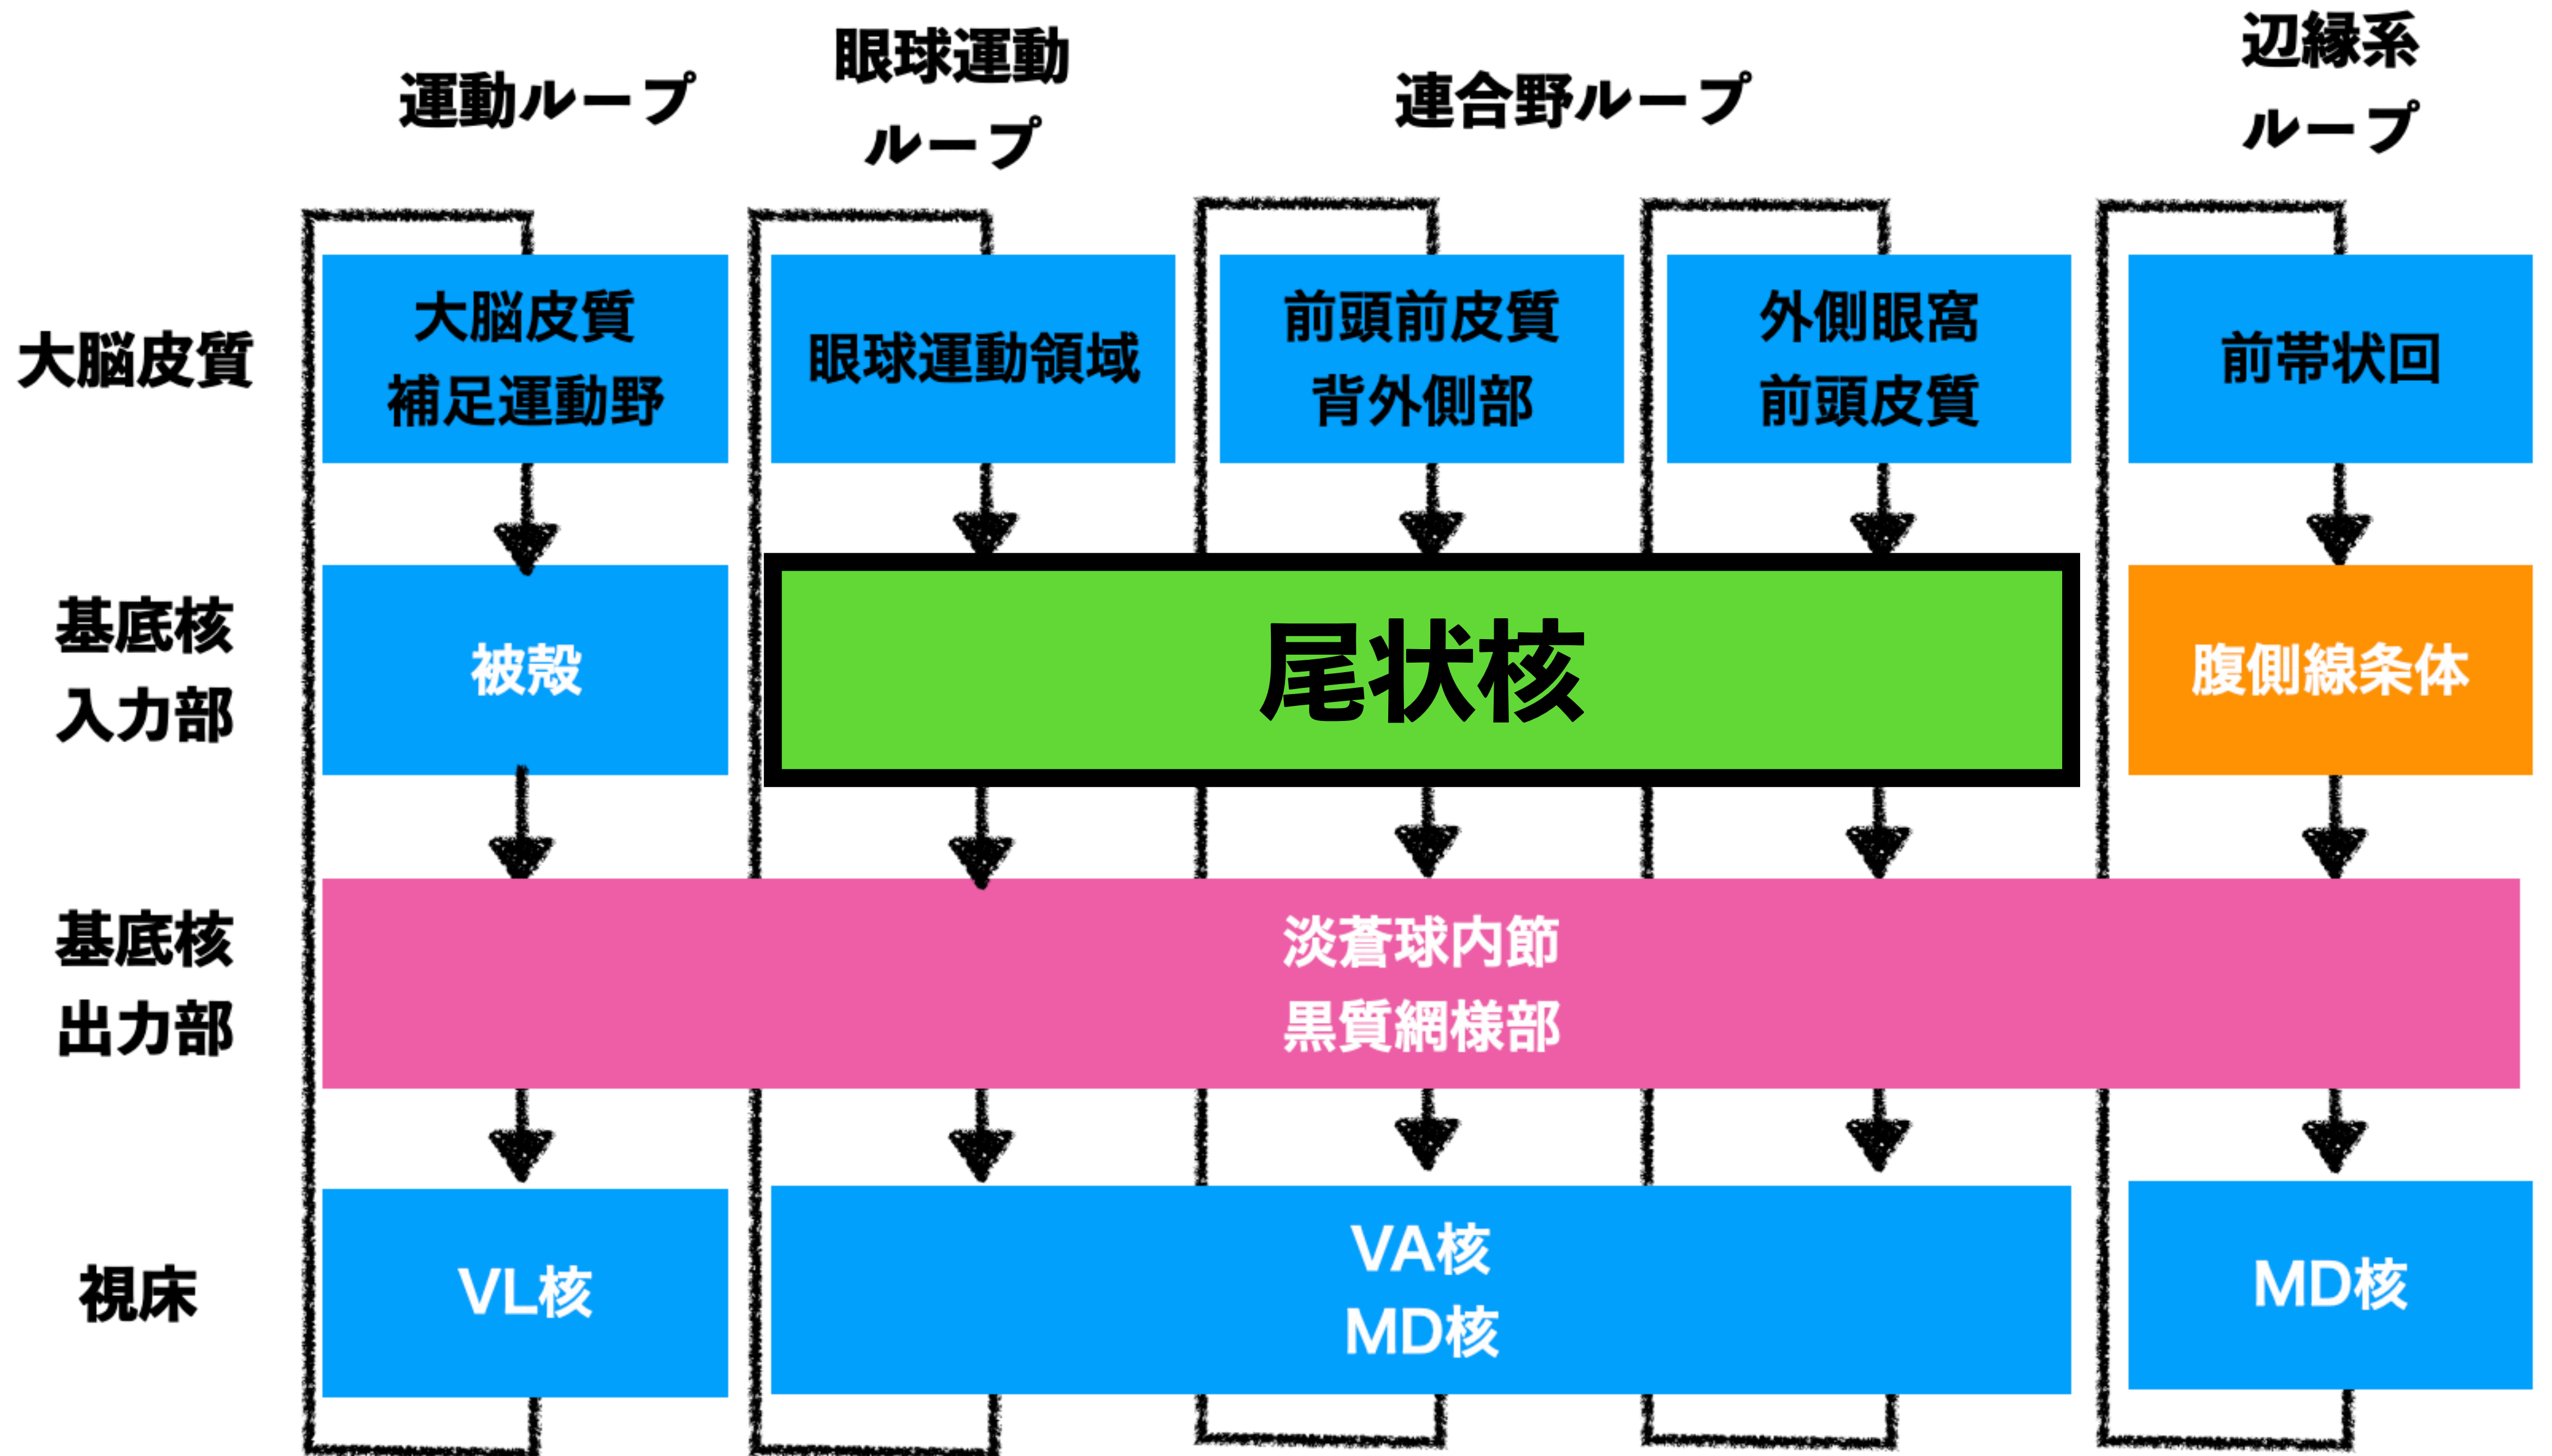 運動ループ
眼球運動
ループ
連合野ループ
辺縁系
ループ
大脳皮質
大脳皮質
補足運動野
眼球運動領域
前頭前皮質
背外側部
外側眼窩
前頭皮質
前帯状回
基底核
入力部
被殻
尾状核
腹側線条体
基底核
出力部
淡蒼球内節
黒質網様部
視床
VL核
VA核
MD核
MD核